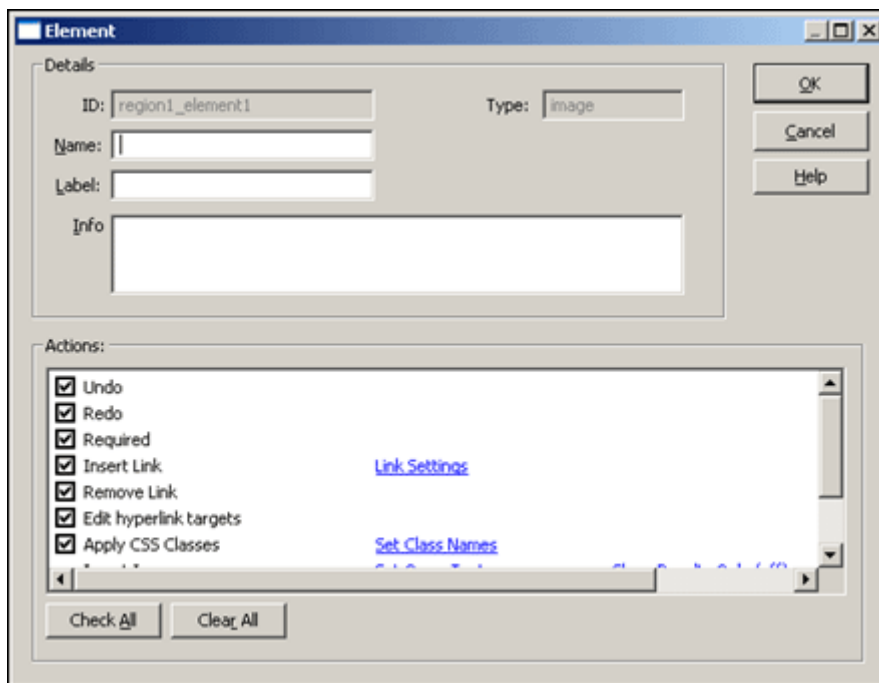 Element
Details
ID: region1_element1 Type: image
Name:
Label:
Info
OK
Cancel
Help
Actions:
Undo
Redo
Required
Insert Link Link Settings
Remove Link
Edit hyperlink targets
Apply CSS Classes Set Class Names
Check All Clear All